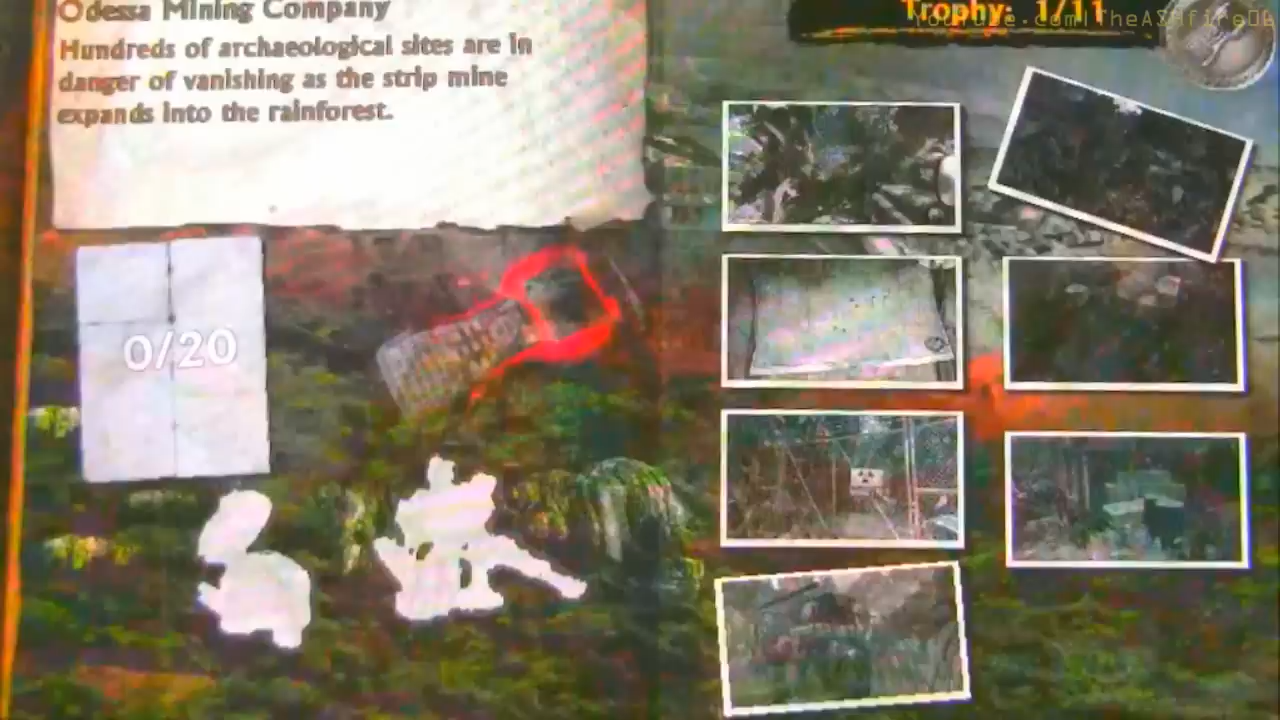 Odessa Mining Company
Trophy: 1/11
Hundreds of archaeological sites are in
danger of vanishing as the strip mine
expands into the rainforest.
0/20